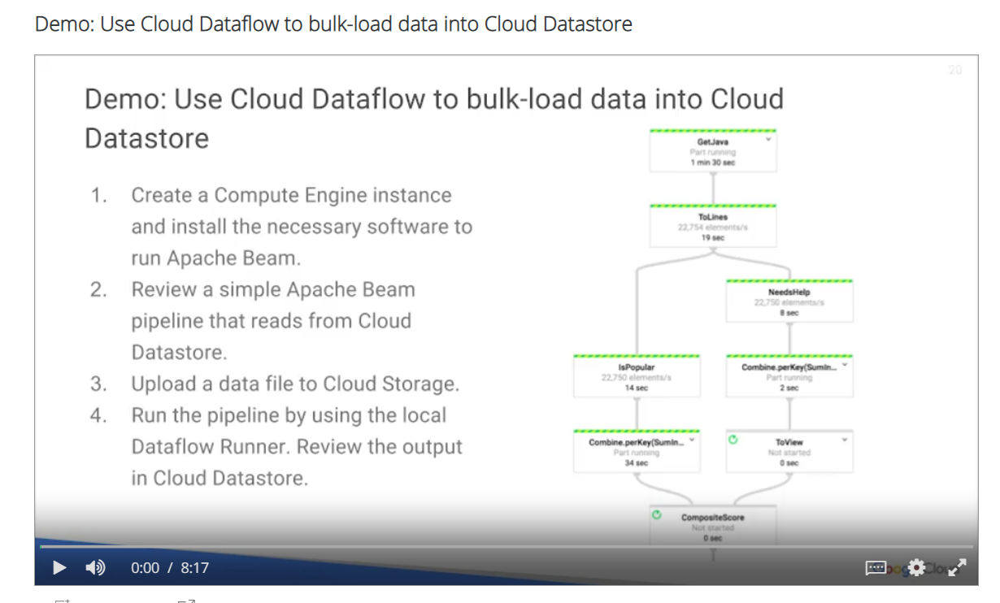 Demo: Use Cloud Dataflow to bulk-load data into Cloud Datastore
20
Demo: Use Cloud Dataflow to bulk-load data into Cloud
Datastore
1. Create a Compute Engine instance
and install the necessary software to
run Apache Beam.
2. Review a simple Apache Beam
pipeline that reads from Cloud
Datastore.
3. Upload a data file to Cloud Storage.
4. Run the pipeline by using the local
Dataflow Runner. Review the output
in Cloud Datastore.
GetJava
Part running
1 min 30 sec
ToLines
22,754 elements/s
19 sec
NeedsHelp
22,750 elements/s
8 sec
IsPopular
22,750 elements/s
14 sec
Combine.perKey(SumIn...
Part running
2 sec
Combine.perKey(SumIn...
Part running
34 sec
ToView
Not started
0 sec
CompositeScore
Not started
0 sec
0:00 / 8:17